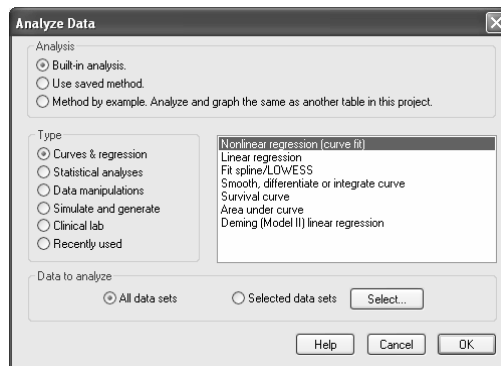 Analyze Data
Analysis
Built-in analysis.
Use saved method.
Method by example. Analyze and graph the same as another table in this project.
Type
Curves & regression
Statistical analyses
Data manipulations
Simulate and generate
Clinical lab
Recently used
Nonlinear regression (curve fit)
Linear regression
Fit spline/LOWESS
Smooth, differentiate or integrate curve
Survival curve
Area under curve
Deming (Model II) linear regression
Data to analyze
All data sets
Selected data sets
Select...
Help
Cancel
OK